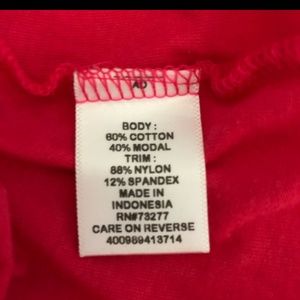 AD
BODY :
60% COTTON
40% MODAL
TRIM :
88% NYLON
12% SPANDEX
MADE IN
INDONESIA
RN#73277
CARE ON REVERSE
400989413714